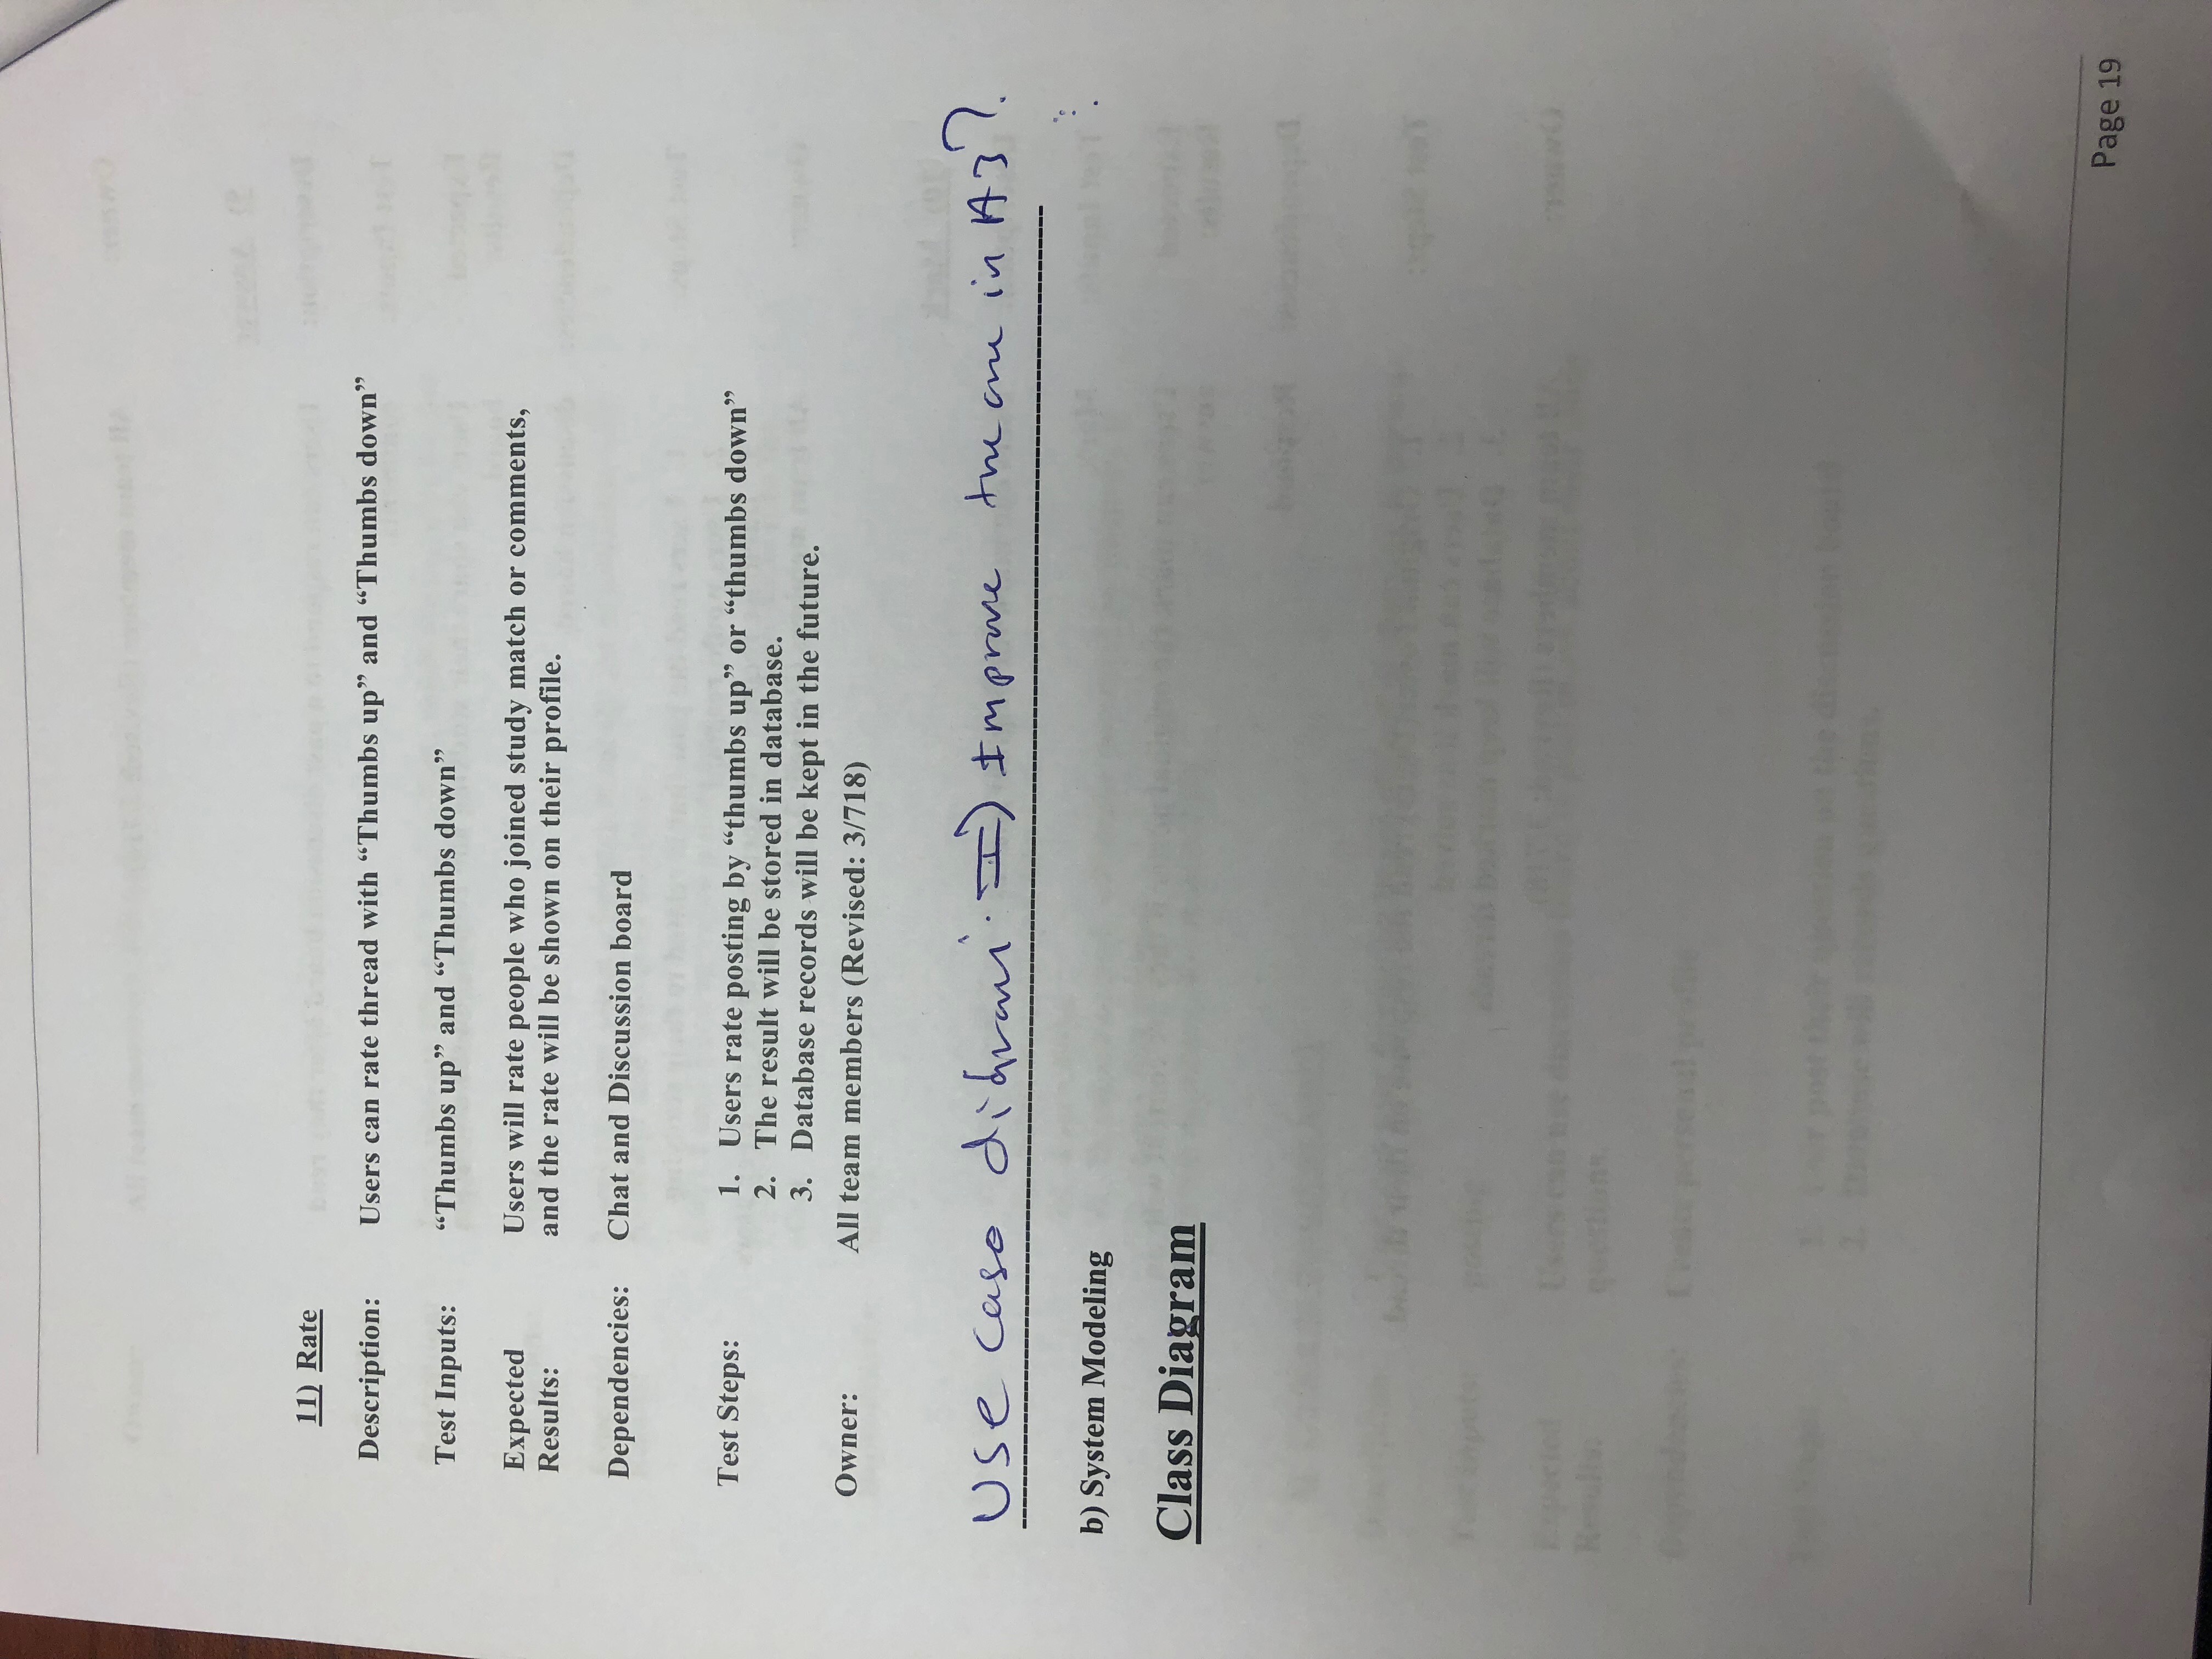 11) Rate
Description: Users can rate thread with “Thumbs up” and “Thumbs down”
Test Inputs: “Thumbs up” and “Thumbs down”
Expected Users will rate people who joined study match or comments,
Results: and the rate will be shown on their profile.
Dependencies: Chat and Discussion board
Test Steps: 1. Users rate posting by “thumbs up” or “thumbs down”
2. The result will be stored in database.
3. Database records will be kept in the future.
Owner: All team members (Revised: 3/718)
Use case => Improve the one in A3?
b) System Modeling
Class Diagram
Page 19